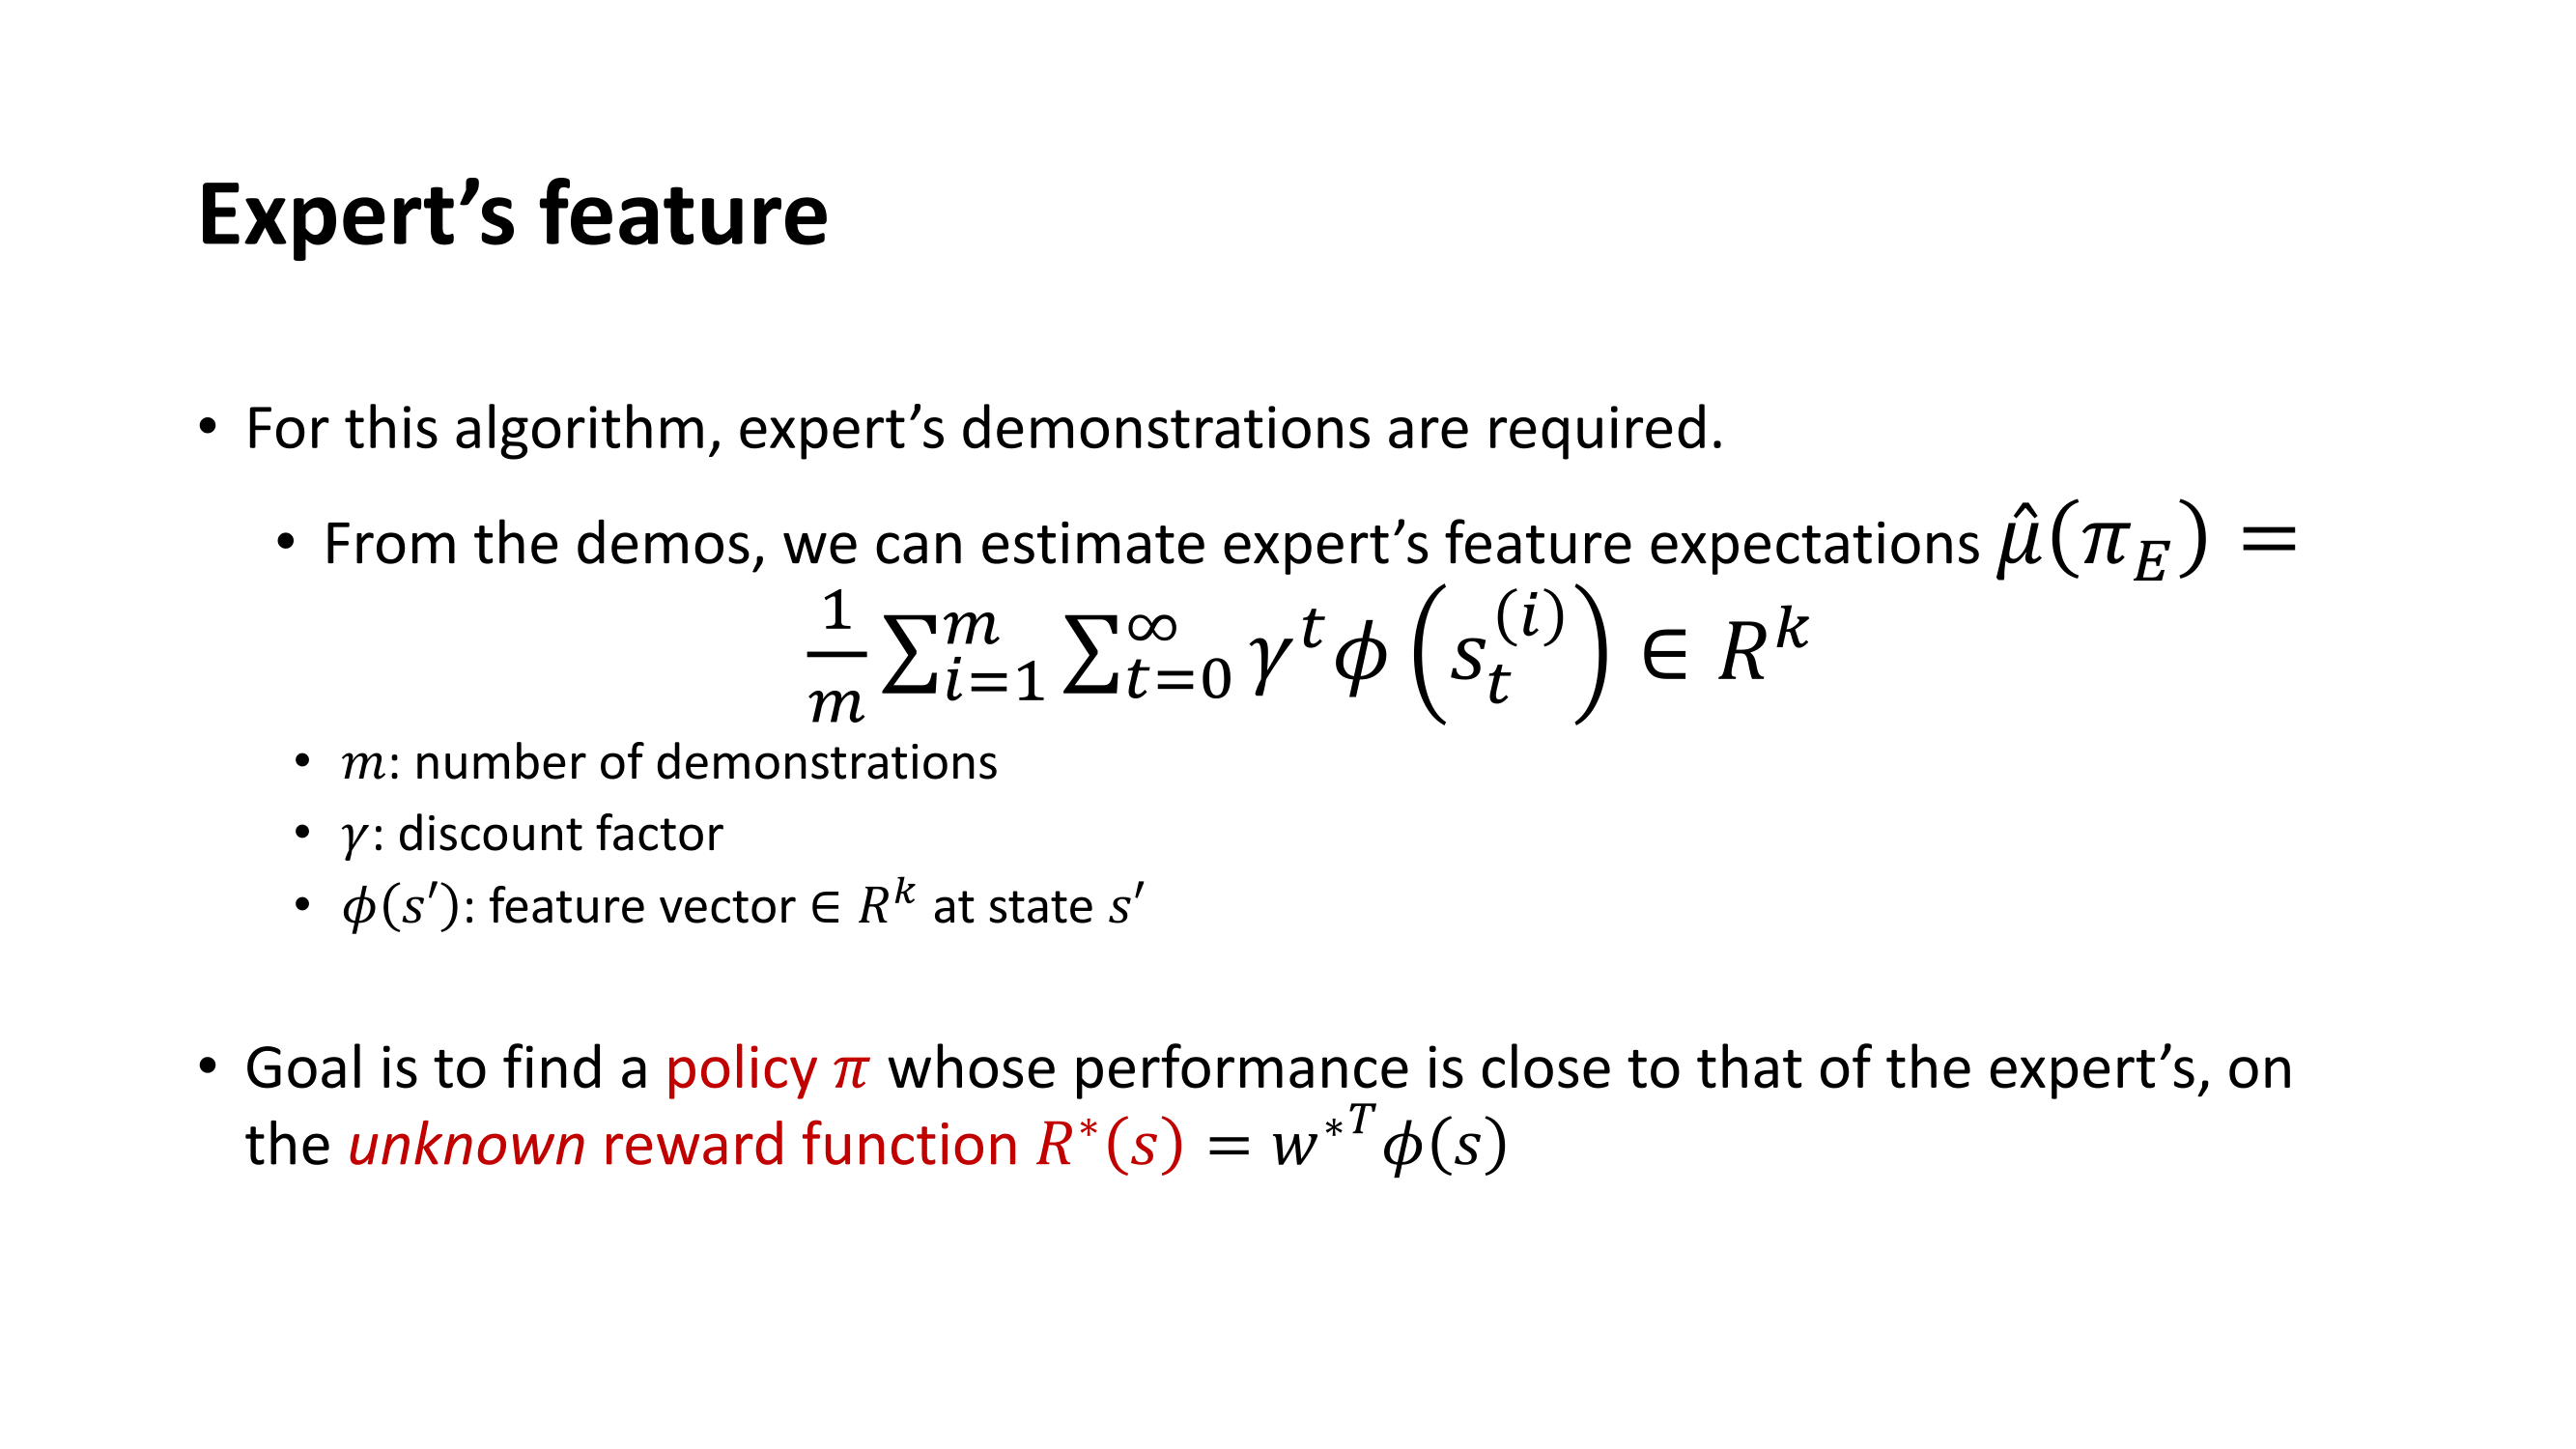 Expert’s feature
• For this algorithm, expert’s demonstrations are required.
• From the demos, we can estimate expert’s feature expectations $\hat{\mu}(\pi_E) =$
$\frac{1}{m}\sum_{i=1}^{m}\sum_{t=0}^{\infty}\gamma^t\phi\left(s_t^{(i)}\right) \in R^k$
• $m$: number of demonstrations
• $\gamma$: discount factor
• $\phi(s')$: feature vector $\in R^k$ at state $s'$
• Goal is to find a policy $\pi$ whose performance is close to that of the expert’s, on
the unknown reward function $R^*(s) = w^{*T}\phi(s)$